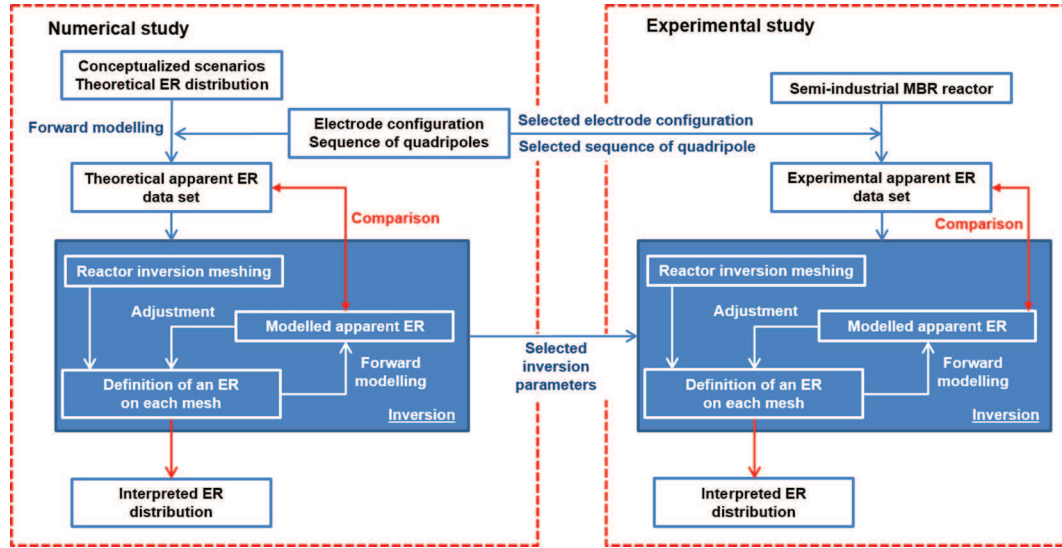 Numerical study
Conceptualized scenarios
Theoretical ER distribution
Forward modelling
Electrode configuration
Sequence of quadripoles
Theoretical apparent ER
data set
Comparison
Reactor inversion meshing
Adjustment
Modelled apparent ER
Forward
modelling
Definition of an ER
on each mesh
Inversion
Interpreted ER
distribution
Selected electrode configuration
Selected sequence of quadripole
Selected
inversion
parameters
Experimental study
Semi-industrial MBR reactor
Experimental apparent ER
data set
Comparison
Reactor inversion meshing
Adjustment
Modelled apparent ER
Forward
modelling
Definition of an ER
on each mesh
Inversion
Interpreted ER
distribution